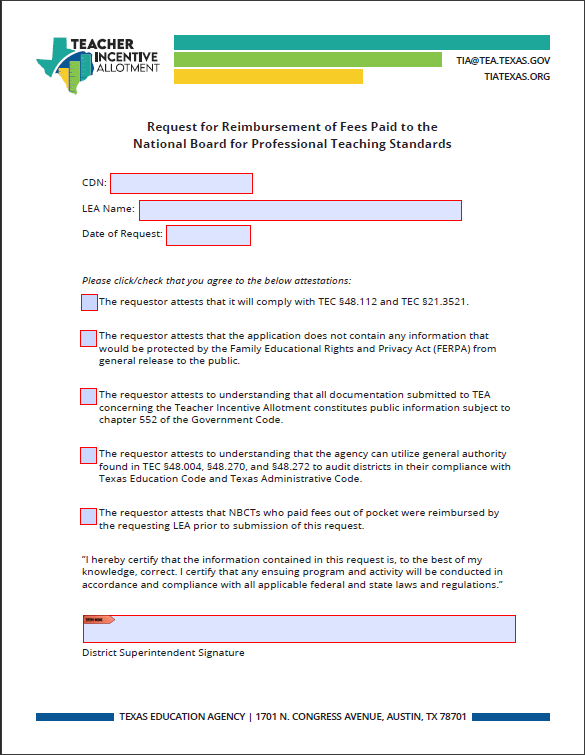 TEACHER
INCENTIVE
ALLOTMENT
TIA@TEA.TEXAS.GOV
TIATEXAS.ORG
Request for Reimbursement of Fees Paid to the
National Board for Professional Teaching Standards
CDN:
LEA Name:
Date of Request:
Please click/check that you agree to the below attestations:
The requestor attests that it will comply with TEC §48.112 and TEC §21.3521.
The requestor attests that the application does not contain any information that
would be protected by the Family Educational Rights and Privacy Act (FERPA) from
general release to the public.
The requestor attests to understanding that all documentation submitted to TEA
concerning the Teacher Incentive Allotment constitutes public information subject to
chapter 552 of the Government Code.
The requestor attests to understanding that the agency can utilize general authority
found in TEC §48.004, §48.270, and §48.272 to audit districts in their compliance with
Texas Education Code and Texas Administrative Code.
The requestor attests that NBCTs who paid fees out of pocket were reimbursed by
the requesting LEA prior to submission of this request.
“I hereby certify that the information contained in this request is, to the best of my
knowledge, correct. I certify that any ensuing program and activity will be conducted in
accordance and compliance with all applicable federal and state laws and regulations.”
District Superintendent Signature
TEXAS EDUCATION AGENCY | 1701 N. CONGRESS AVENUE, AUSTIN, TX 78701